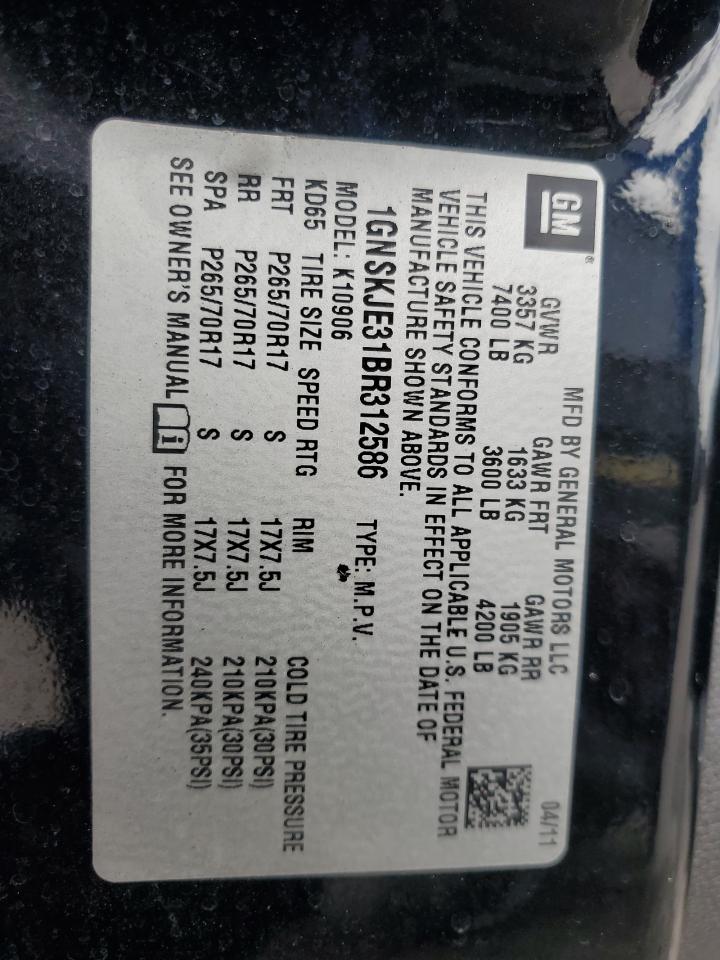 GM®
MFD BY GENERAL MOTORS LLC 04/11
GVWR GAWR FRT GAWR RR
3357 KG 1633 KG 1905 KG
7400 LB 3600 LB 4200 LB
THIS VEHICLE CONFORMS TO ALL APPLICABLE U.S. FEDERAL MOTOR
VEHICLE SAFETY STANDARDS IN EFFECT ON THE DATE OF
MANUFACTURE SHOWN ABOVE.
1GNSKJE31BR312586 TYPE: M.P.V.
MODEL: K10906
KD65 TIRE SIZE SPEED RTG RIM COLD TIRE PRESSURE
FRT P265/70R17 S 17X7.5J 210KPA(30PSI)
RR P265/70R17 S 17X7.5J 210KPA(30PSI)
SPA P265/70R17 S 17X7.5J 240KPA(35PSI)
SEE OWNER'S MANUAL i FOR MORE INFORMATION.